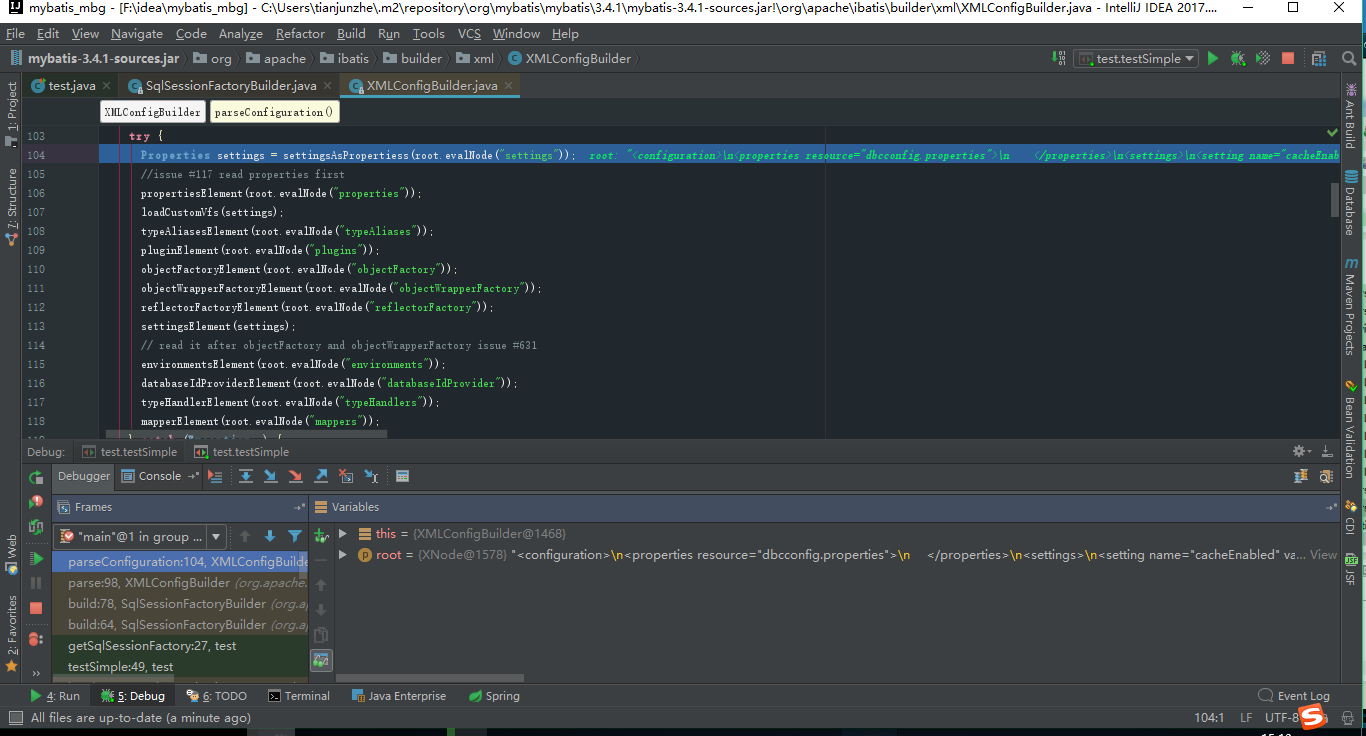 mybatis_mbg - [F:\idea\mybatis_mbg] - C:\Users\tianjunzhe\.m2\repository\org\mybatis\mybatis\3.4.1\mybatis-3.4.1-sources.jar!\org\apache\ibatis\builder\xml\XMLConfigBuilder.java - IntelliJ IDEA 2017....
File Edit View Navigate Code Analyze Refactor Build Run Tools VCS Window Help
mybatis-3.4.1-sources.jar org apache ibatis builder xml XMLConfigBuilder test.testSimple
test.java SqlSessionFactoryBuilder.java XMLConfigBuilder.java
XMLConfigBuilder parseConfiguration()
103 try {
104 Properties settings = settingsAsPropertiess(root.evalNode("settings")); root: "<configuration>\n<properties resource="dbcconfig.properties">\n </properties>\n<settings>\n<setting name="cacheEnab
105 //issue #117 read properties first
106 propertiesElement(root.evalNode("properties"));
107 loadCustomVfs(settings);
108 typeAliasesElement(root.evalNode("typeAliases"));
109 pluginElement(root.evalNode("plugins"));
110 objectFactoryElement(root.evalNode("objectFactory"));
111 objectWrapperFactoryElement(root.evalNode("objectWrapperFactory"));
112 reflectorFactoryElement(root.evalNode("reflectorFactory"));
113 settingsElement(settings);
114 // read it after objectFactory and objectWrapperFactory issue #631
115 environmentsElement(root.evalNode("environments"));
116 databaseIdProviderElement(root.evalNode("databaseIdProvider"));
117 typeHandlerElement(root.evalNode("typeHandlers"));
118 mapperElement(root.evalNode("mappers"));
1: Project
7: Structure
Web
2: Favorites
Ant Build
Database
m Maven Projects
Bean Validation
CDI
JSF
Debug: test.testSimple test.testSimple
Debugger Console
Frames Variables
"main"@1 in group ...
parseConfiguration:104, XMLConfigBuilde
parse:98, XMLConfigBuilder (org.apache.
build:78, SqlSessionFactoryBuilder (org.a
build:64, SqlSessionFactoryBuilder (org.a
getSqlSessionFactory:27, test
testSimple:49, test
this = {XMLConfigBuilder@1468}
root = {XNode@1578} "<configuration>\n<properties resource="dbcconfig.properties">\n </properties>\n<settings>\n<setting name="cacheEnabled" va... View
4: Run 5: Debug 6: TODO Terminal Java Enterprise Spring Event Log
All files are up-to-date (a minute ago) 104:1 LF UTF-8